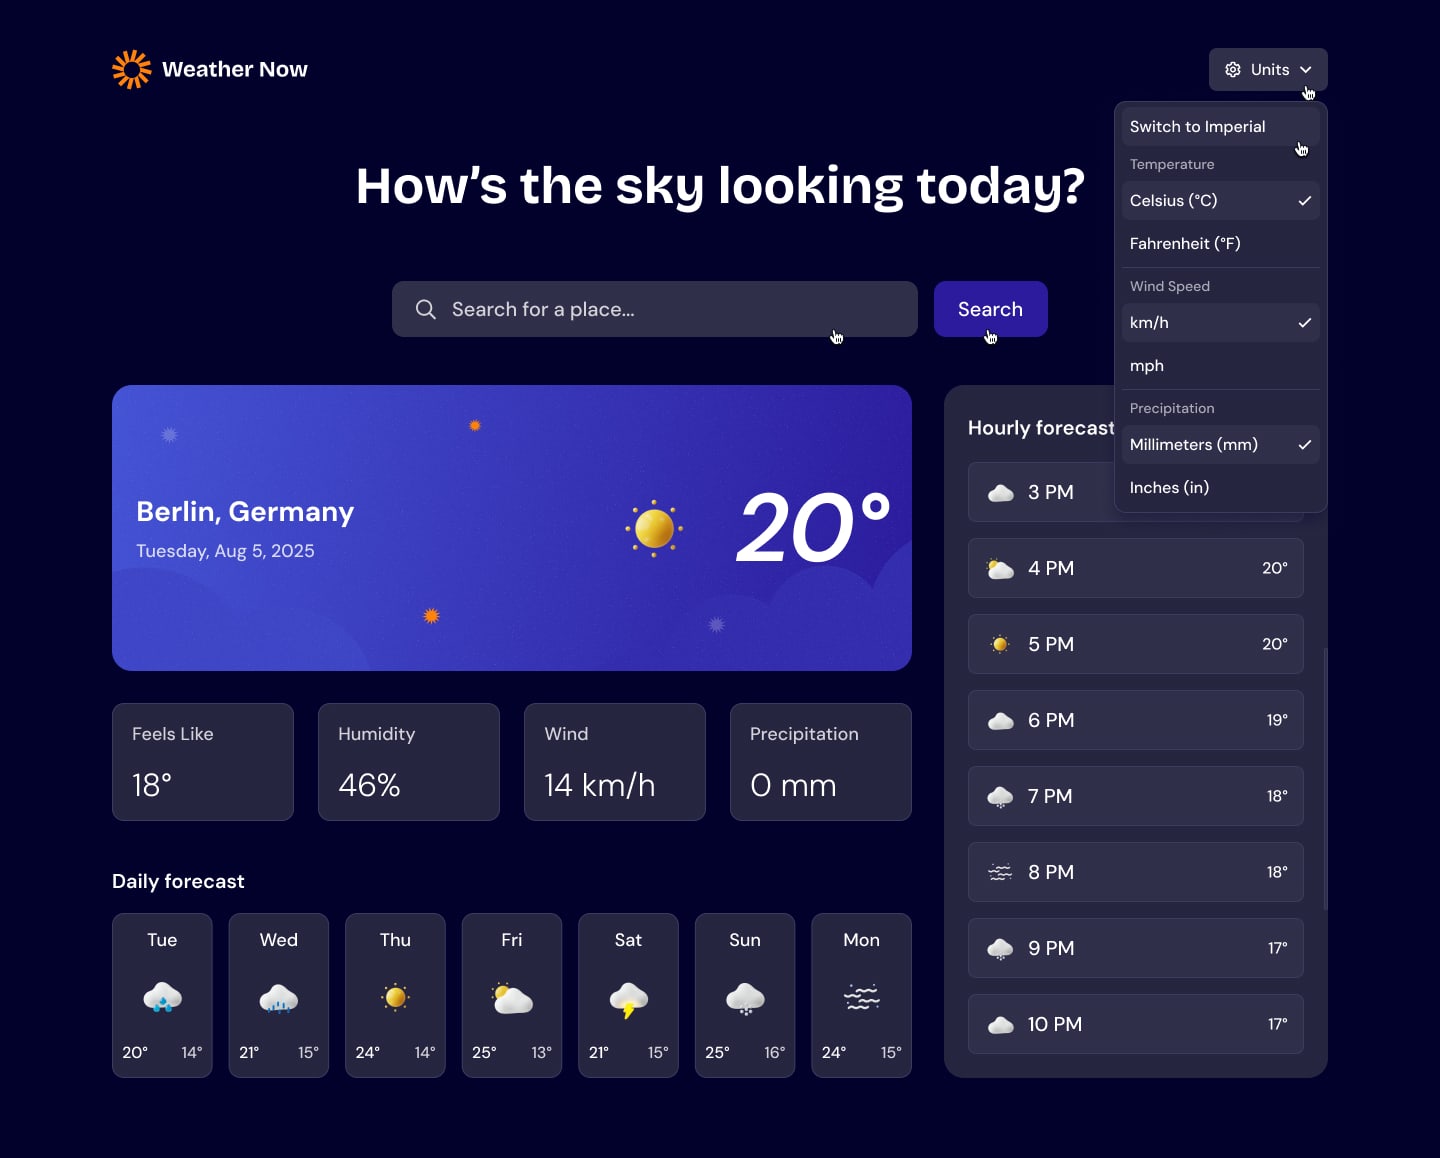 Weather Now
Units
Switch to Imperial
Temperature
Celsius (°C)
Fahrenheit (°F)
Wind Speed
km/h
mph
Precipitation
Millimeters (mm)
Inches (in)
How’s the sky looking today?
Search for a place...
Search
Berlin, Germany
Tuesday, Aug 5, 2025
20°
Feels Like
18°
Humidity
46%
Wind
14 km/h
Precipitation
0 mm
Daily forecast
Tue
20° 14°
Wed
21° 15°
Thu
24° 14°
Fri
25° 13°
Sat
21° 15°
Sun
25° 16°
Mon
24° 15°
Hourly forecast
3 PM
4 PM 20°
5 PM 20°
6 PM 19°
7 PM 18°
8 PM 18°
9 PM 17°
10 PM 17°